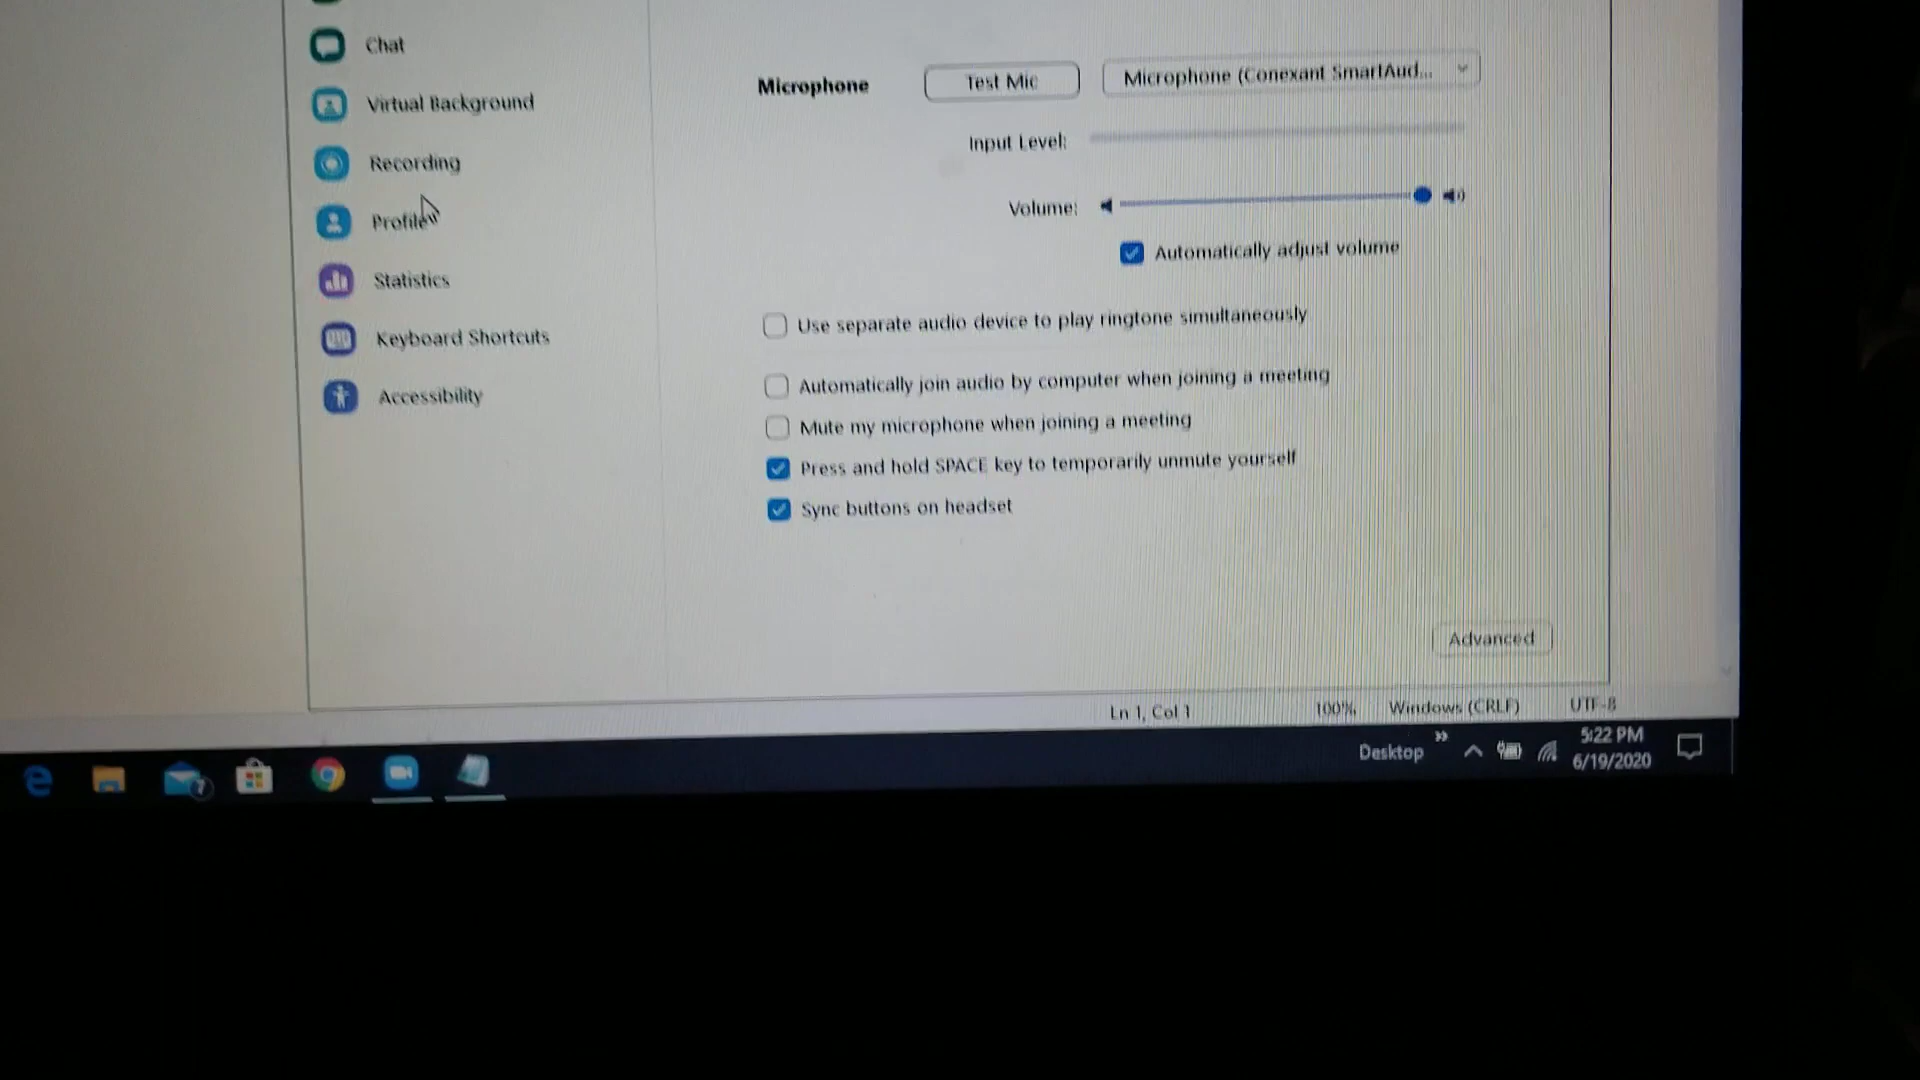 Chat
Virtual Background
Recording
Profile
Statistics
Keyboard Shortcuts
Accessibility
Microphone
Test Mic
Microphone (Conexant SmartAud...
Input Level:
Volume:
Automatically adjust volume
Use separate audio device to play ringtone simultaneously
Automatically join audio by computer when joining a meeting
Mute my microphone when joining a meeting
Press and hold SPACE key to temporarily unmute yourself
Sync buttons on headset
Advanced
Ln 1, Col 1
100%
Windows (CRLF)
UTF-8
Desktop
5:22 PM
6/19/2020